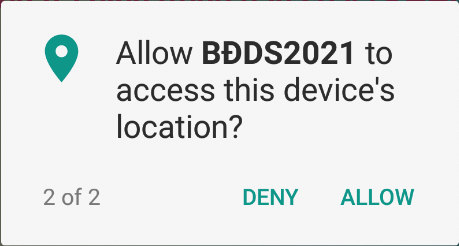 Allow BĐDS2021 to
access this device's
location?
2 of 2 DENY ALLOW